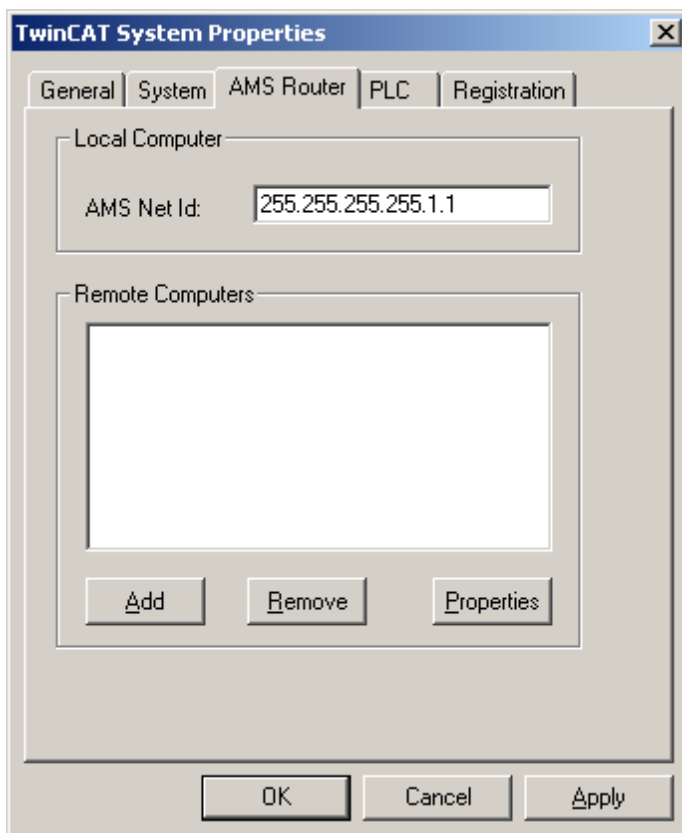 TwinCAT System Properties
General System AMS Router PLC Registration
Local Computer
AMS Net Id: 255.255.255.255.1.1
Remote Computers
Add Remove Properties
OK Cancel Apply